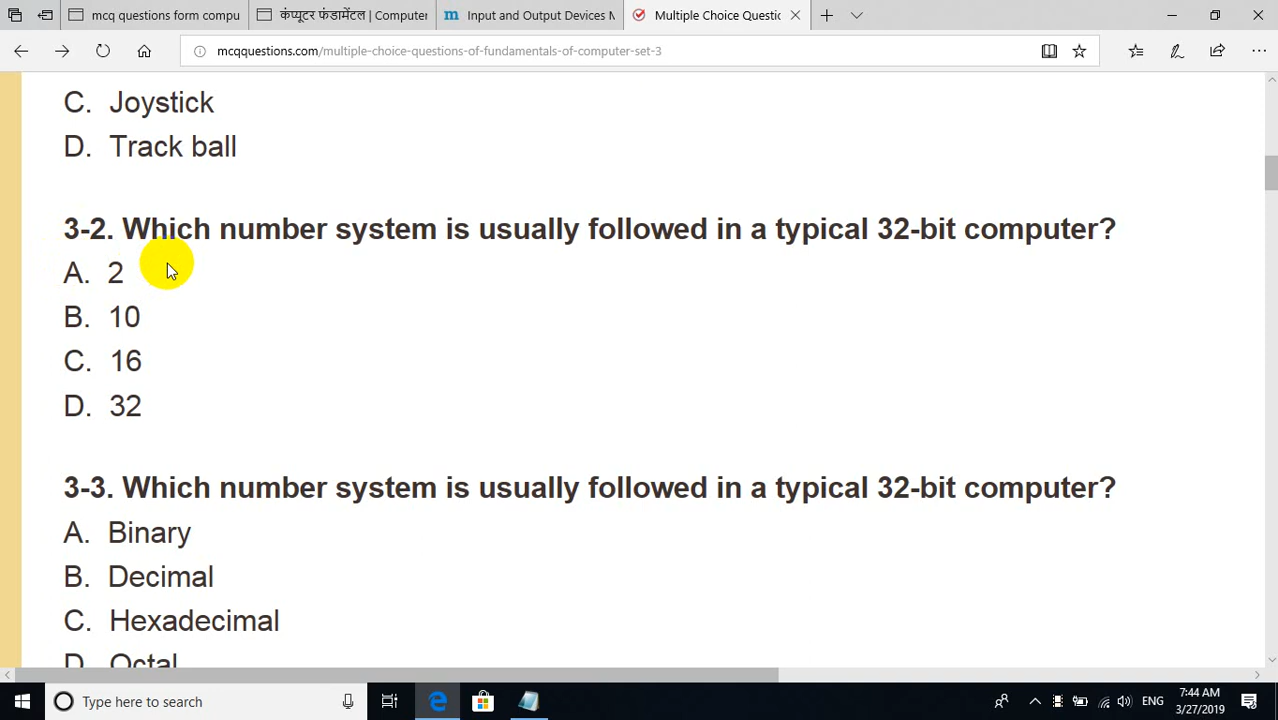 mcq questions form compu
कंप्यूटर फंडामेंटल | Computer
m Input and Output Devices M
Multiple Choice Questic
mcqquestions.com/multiple-choice-questions-of-fundamentals-of-computer-set-3
C. Joystick
D. Track ball
3-2. Which number system is usually followed in a typical 32-bit computer?
A. 2
B. 10
C. 16
D. 32
3-3. Which number system is usually followed in a typical 32-bit computer?
A. Binary
B. Decimal
C. Hexadecimal
D. Octal
Type here to search
ENG
7:44 AM
3/27/2019